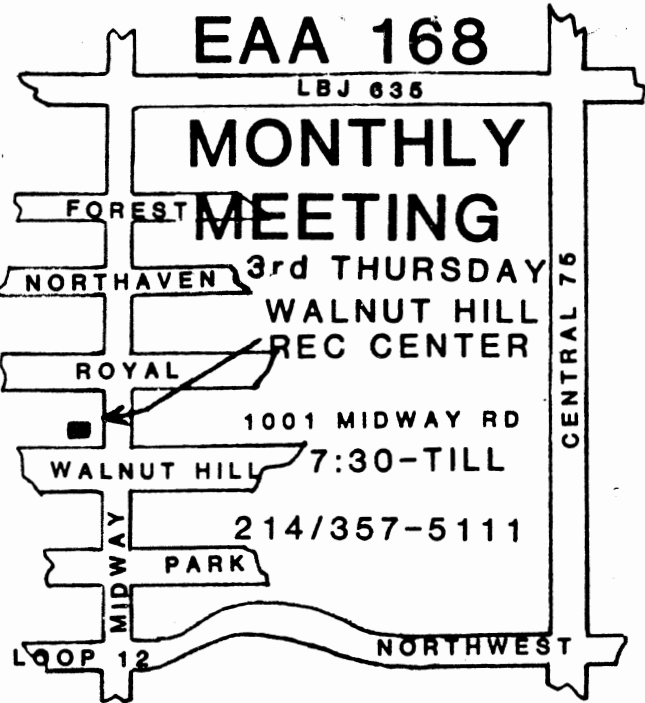 EAA 168
LBJ 635
MONTHLY
MEETING
FOREST
3rd THURSDAY
NORTHAVEN
WALNUT HILL
REC CENTER
ROYAL
CENTRAL 75
1001 MIDWAY RD
7:30-TILL
WALNUT HILL
214/357-5111
MIDWAY
PARK
NORTHWEST
LOOP 12